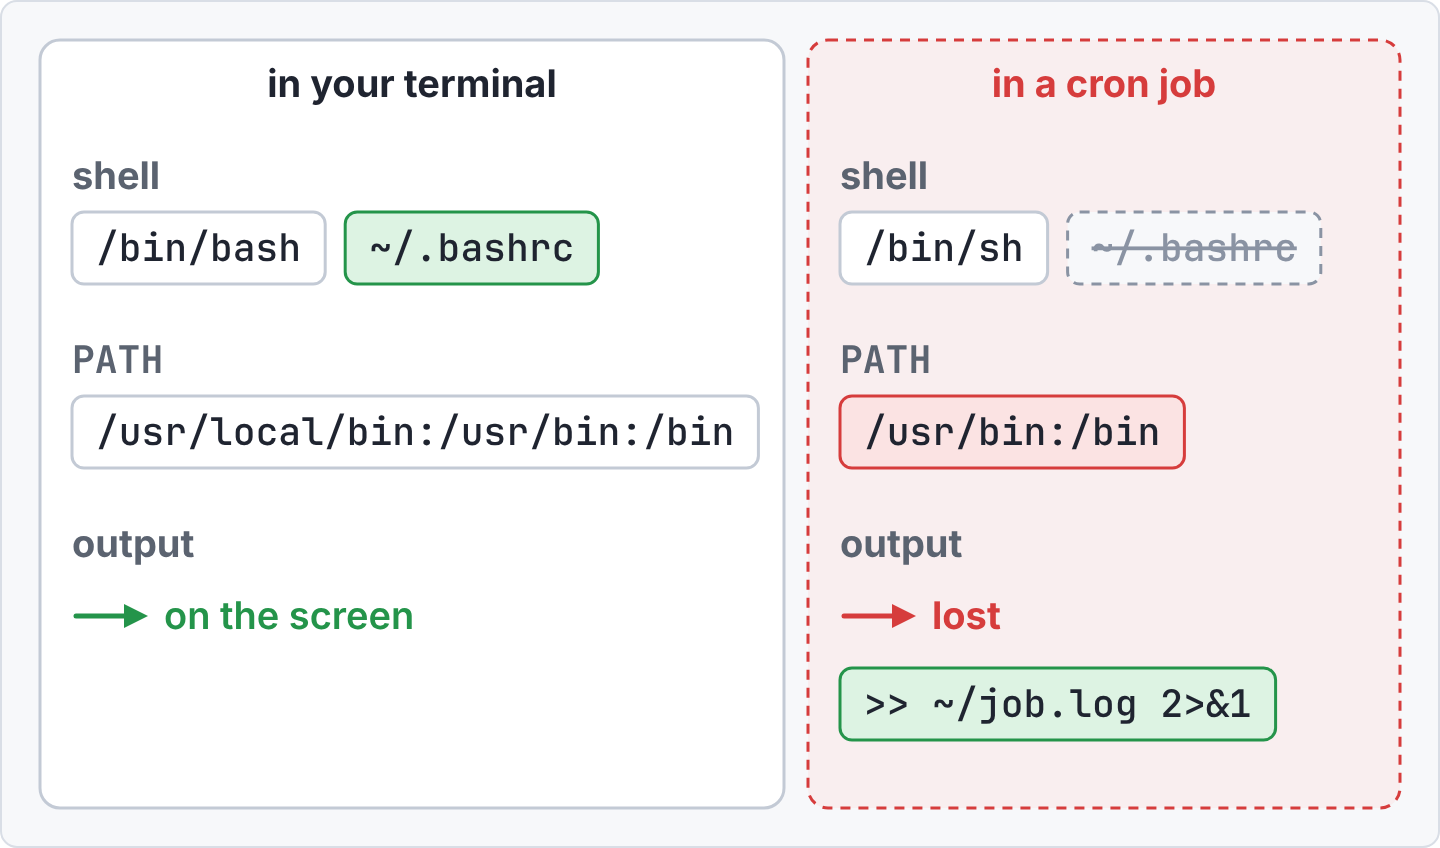 in your terminal
shell
/bin/bash
~/.bashrc
PATH
/usr/local/bin:/usr/bin:/bin
output
on the screen
in a cron job
shell
/bin/sh
~/.bashrc
PATH
/usr/bin:/bin
output
lost
>> ~/job.log 2>&1